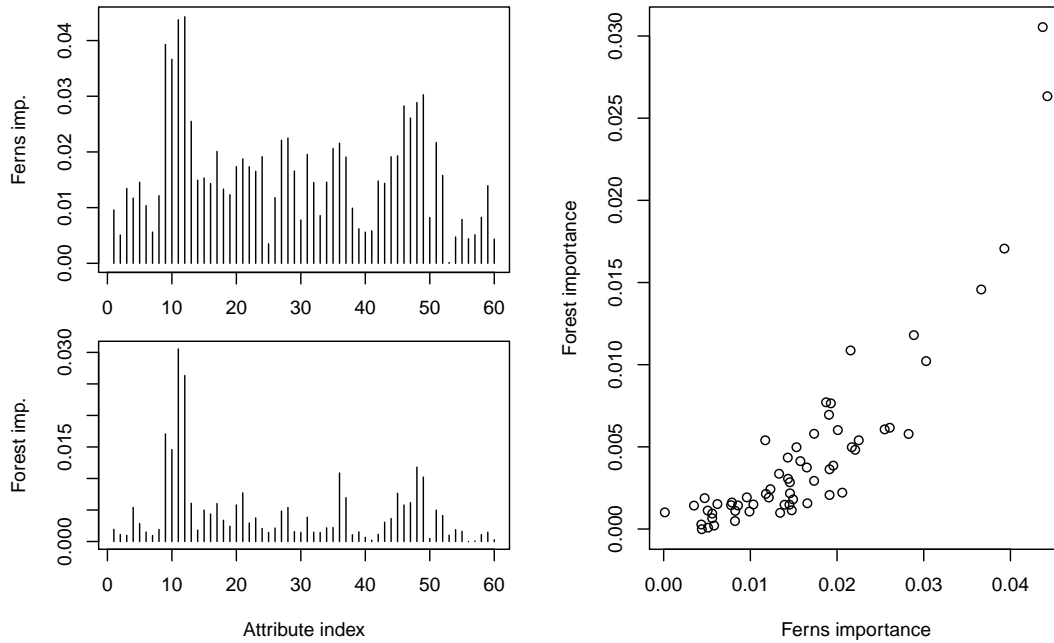 Ferns imp.
0.00 0.01 0.02 0.03 0.04
0 10 20 30 40 50 60
Forest imp.
0.000 0.015 0.030
0 10 20 30 40 50 60
Attribute index
Forest importance
0.000 0.005 0.010 0.015 0.020 0.025 0.030
0.00 0.01 0.02 0.03 0.04
Ferns importance